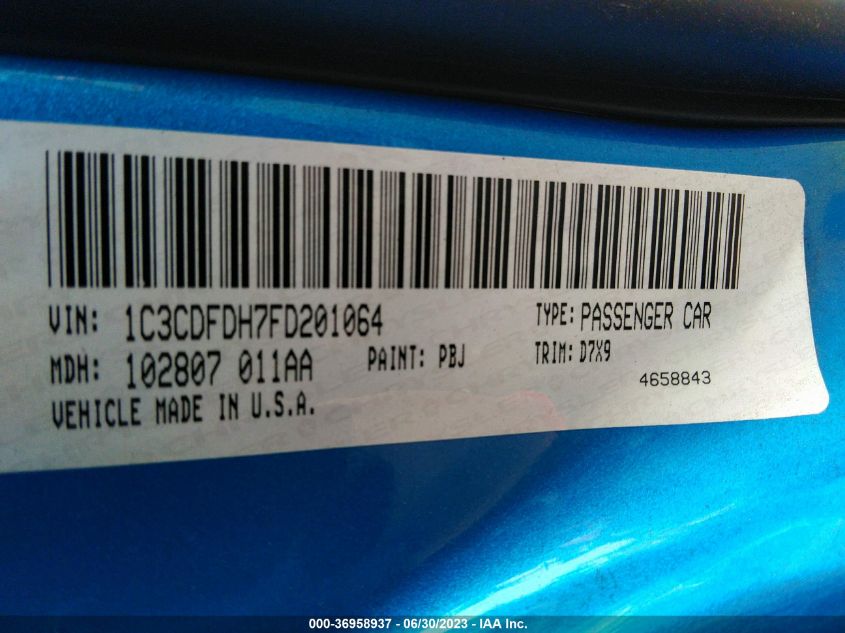 VIN: 1C3CDFDH7FD201064 TYPE: PASSENGER CAR
MDH: 102807 011AA PAINT: PBJ TRIM: D7X9
VEHICLE MADE IN U.S.A. 4658843
000-36958937 - 06/30/2023 - IAA Inc.